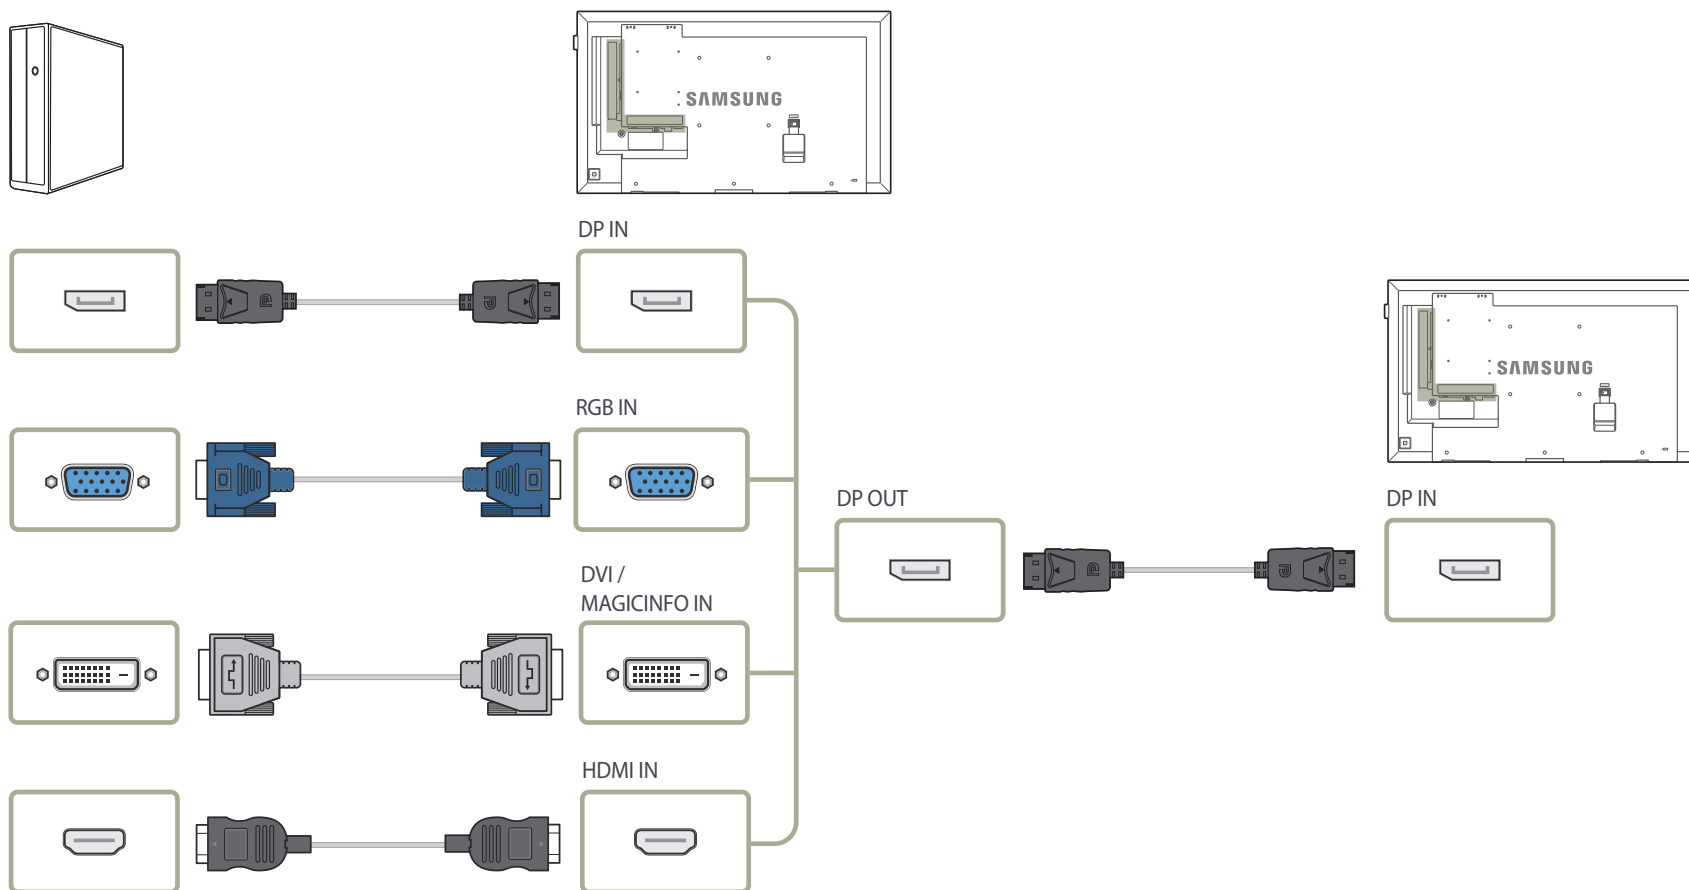 SAMSUNG
DP IN
SAMSUNG
RGB IN
DP OUT
DP IN
DVI /
MAGICINFO IN
HDMI IN